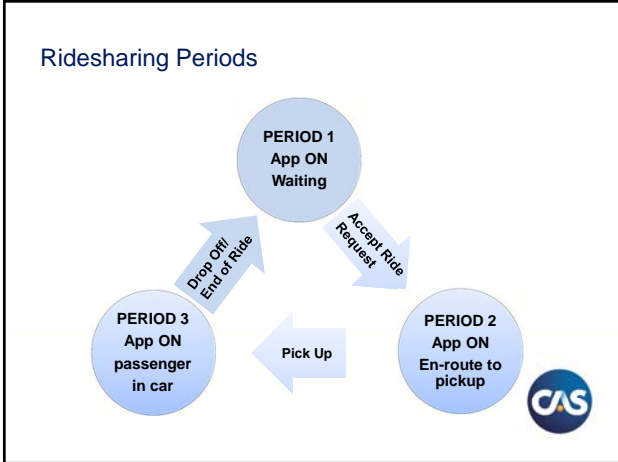 Ridesharing Periods
PERIOD 1
App ON
Waiting
Accept Ride
Request
PERIOD 2
App ON
En-route to
pickup
Pick Up
PERIOD 3
App ON
passenger
in car
Drop Off/
End of Ride
CAS